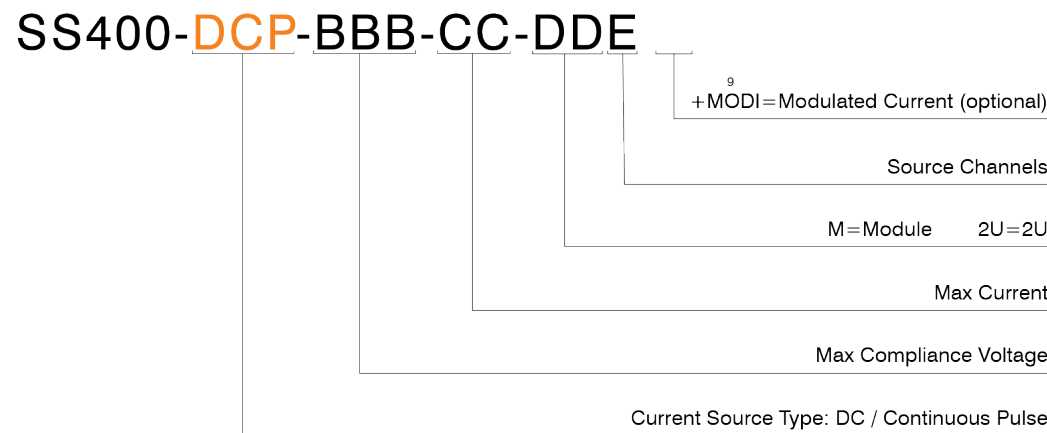 SS400-DCP-BBB-CC-DDE
9
+MODI=Modulated Current (optional)
Source Channels
M=Module 2U=2U
Max Current
Max Compliance Voltage
Current Source Type: DC / Continuous Pulse